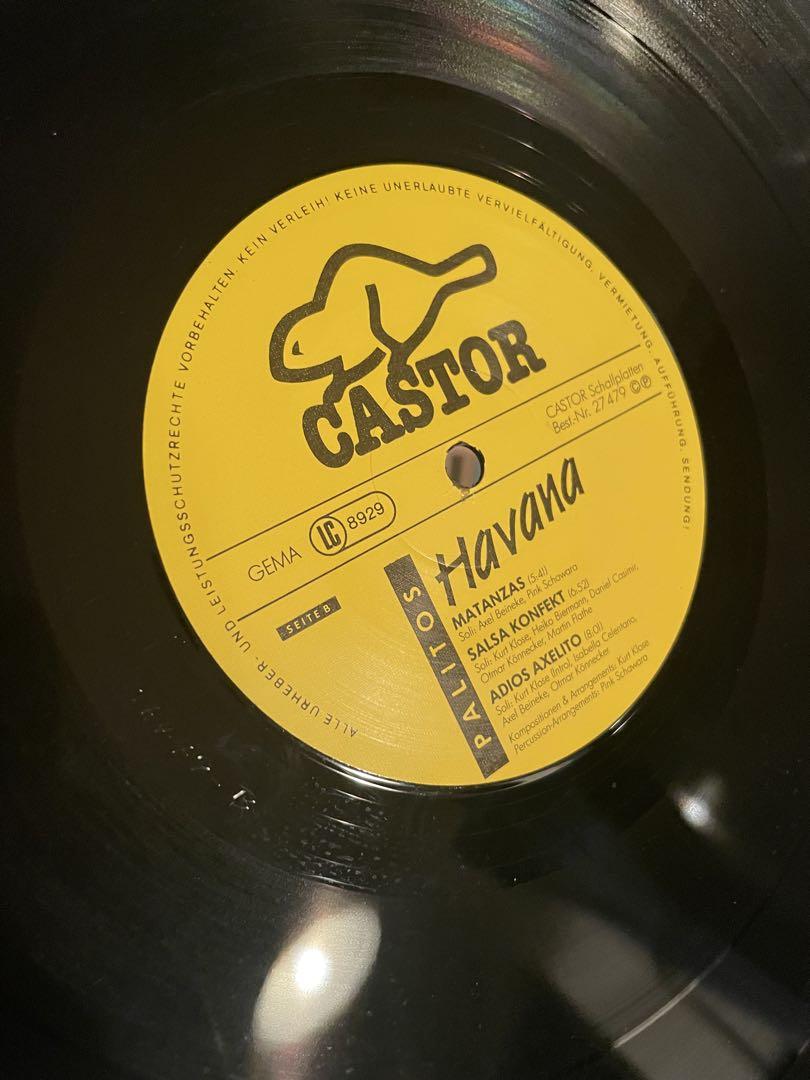 ALLE URHEBER- UND LEISTUNGSSCHUTZRECHTE VORBEHALTEN. KEIN VERLEIH! KEINE UNERLAUBTE VERVIELFÄLTIGUNG, VERMIETUNG, AUFFÜHRUNG, SENDUNG!
CASTOR
CASTOR Schallplatten
Best.-Nr. 27 479 ©℗
GEMA LC 8929
SEITE B
PALITOS
Havana
MATANZAS (5:41)
Soli: Axel Beineke, Pink Schawara
SALSA KONFEKT (6:52)
Soli: Kurt Klose, Heiko Biermann, Daniel Casimir,
Otmar Könnecker, Martin Flathe
ADIOS AXELITO (8:01)
Soli: Kurt Klose (Intro), Isabella Celentano,
Axel Beineke, Otmar Könnecker
Kompositionen & Arrangements: Kurt Klose
Percussion-Arrangements: Pink Schawara